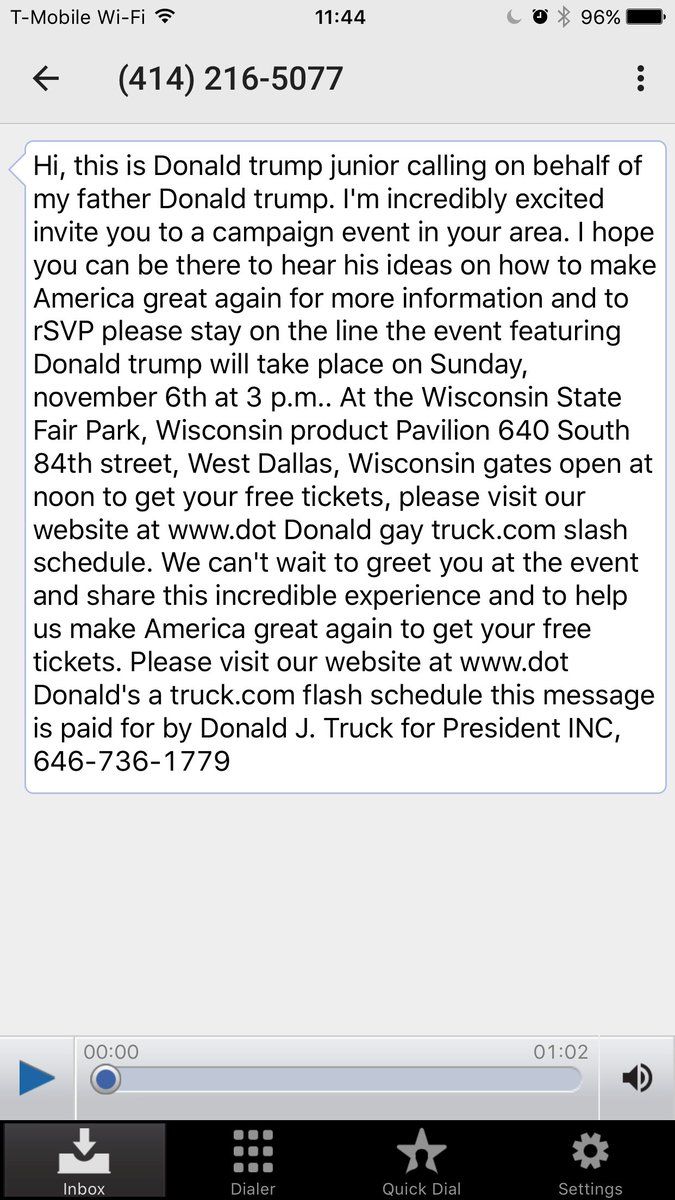 T-Mobile Wi-Fi 11:44 96%
(414) 216-5077
Hi, this is Donald trump junior calling on behalf of
my father Donald trump. I'm incredibly excited
invite you to a campaign event in your area. I hope
you can be there to hear his ideas on how to make
America great again for more information and to
rSVP please stay on the line the event featuring
Donald trump will take place on Sunday,
november 6th at 3 p.m.. At the Wisconsin State
Fair Park, Wisconsin product Pavilion 640 South
84th street, West Dallas, Wisconsin gates open at
noon to get your free tickets, please visit our
website at www.dot Donald gay truck.com slash
schedule. We can't wait to greet you at the event
and share this incredible experience and to help
us make America great again to get your free
tickets. Please visit our website at www.dot
Donald's a truck.com flash schedule this message
is paid for by Donald J. Truck for President INC,
646-736-1779
00:00 01:02
Inbox Dialer Quick Dial Settings